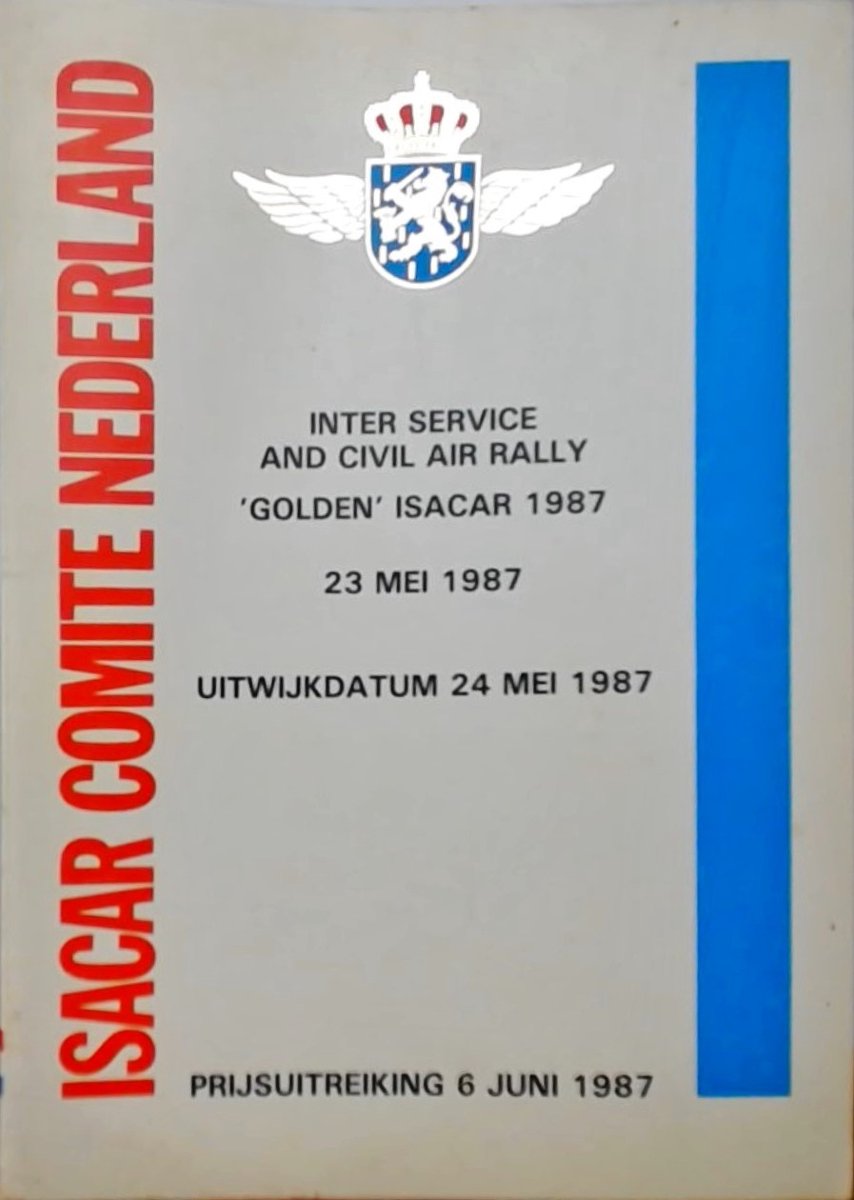 ISACAR COMITE NEDERLAND
INTER SERVICE
AND CIVIL AIR RALLY
'GOLDEN' ISACAR 1987
23 MEI 1987
UITWIJKDATUM 24 MEI 1987
PRIJSUITREIKING 6 JUNI 1987